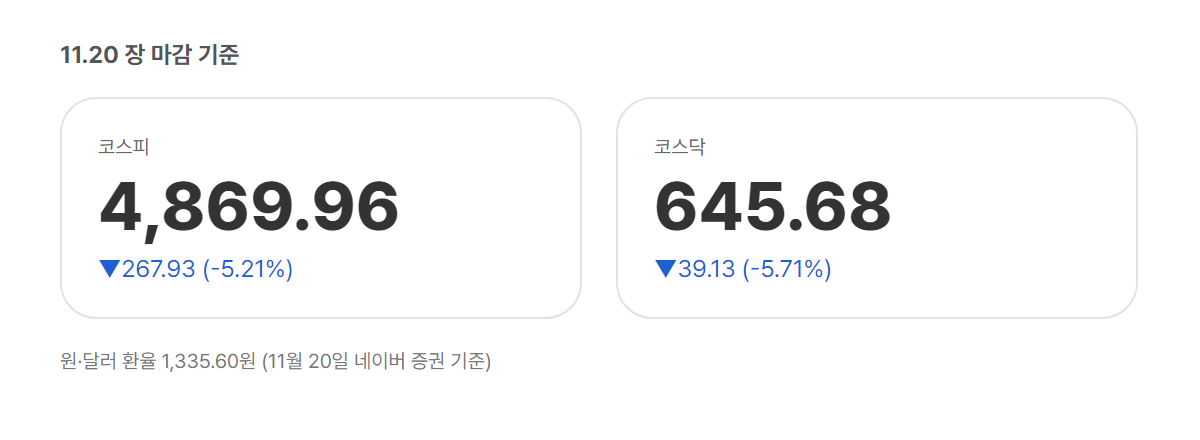 11.20 장 마감 기준
코스피
4,869.96
▼267.93 (-5.21%)
코스닥
645.68
▼39.13 (-5.71%)
원·달러 환율 1,335.60원 (11월 20일 네이버 증권 기준)